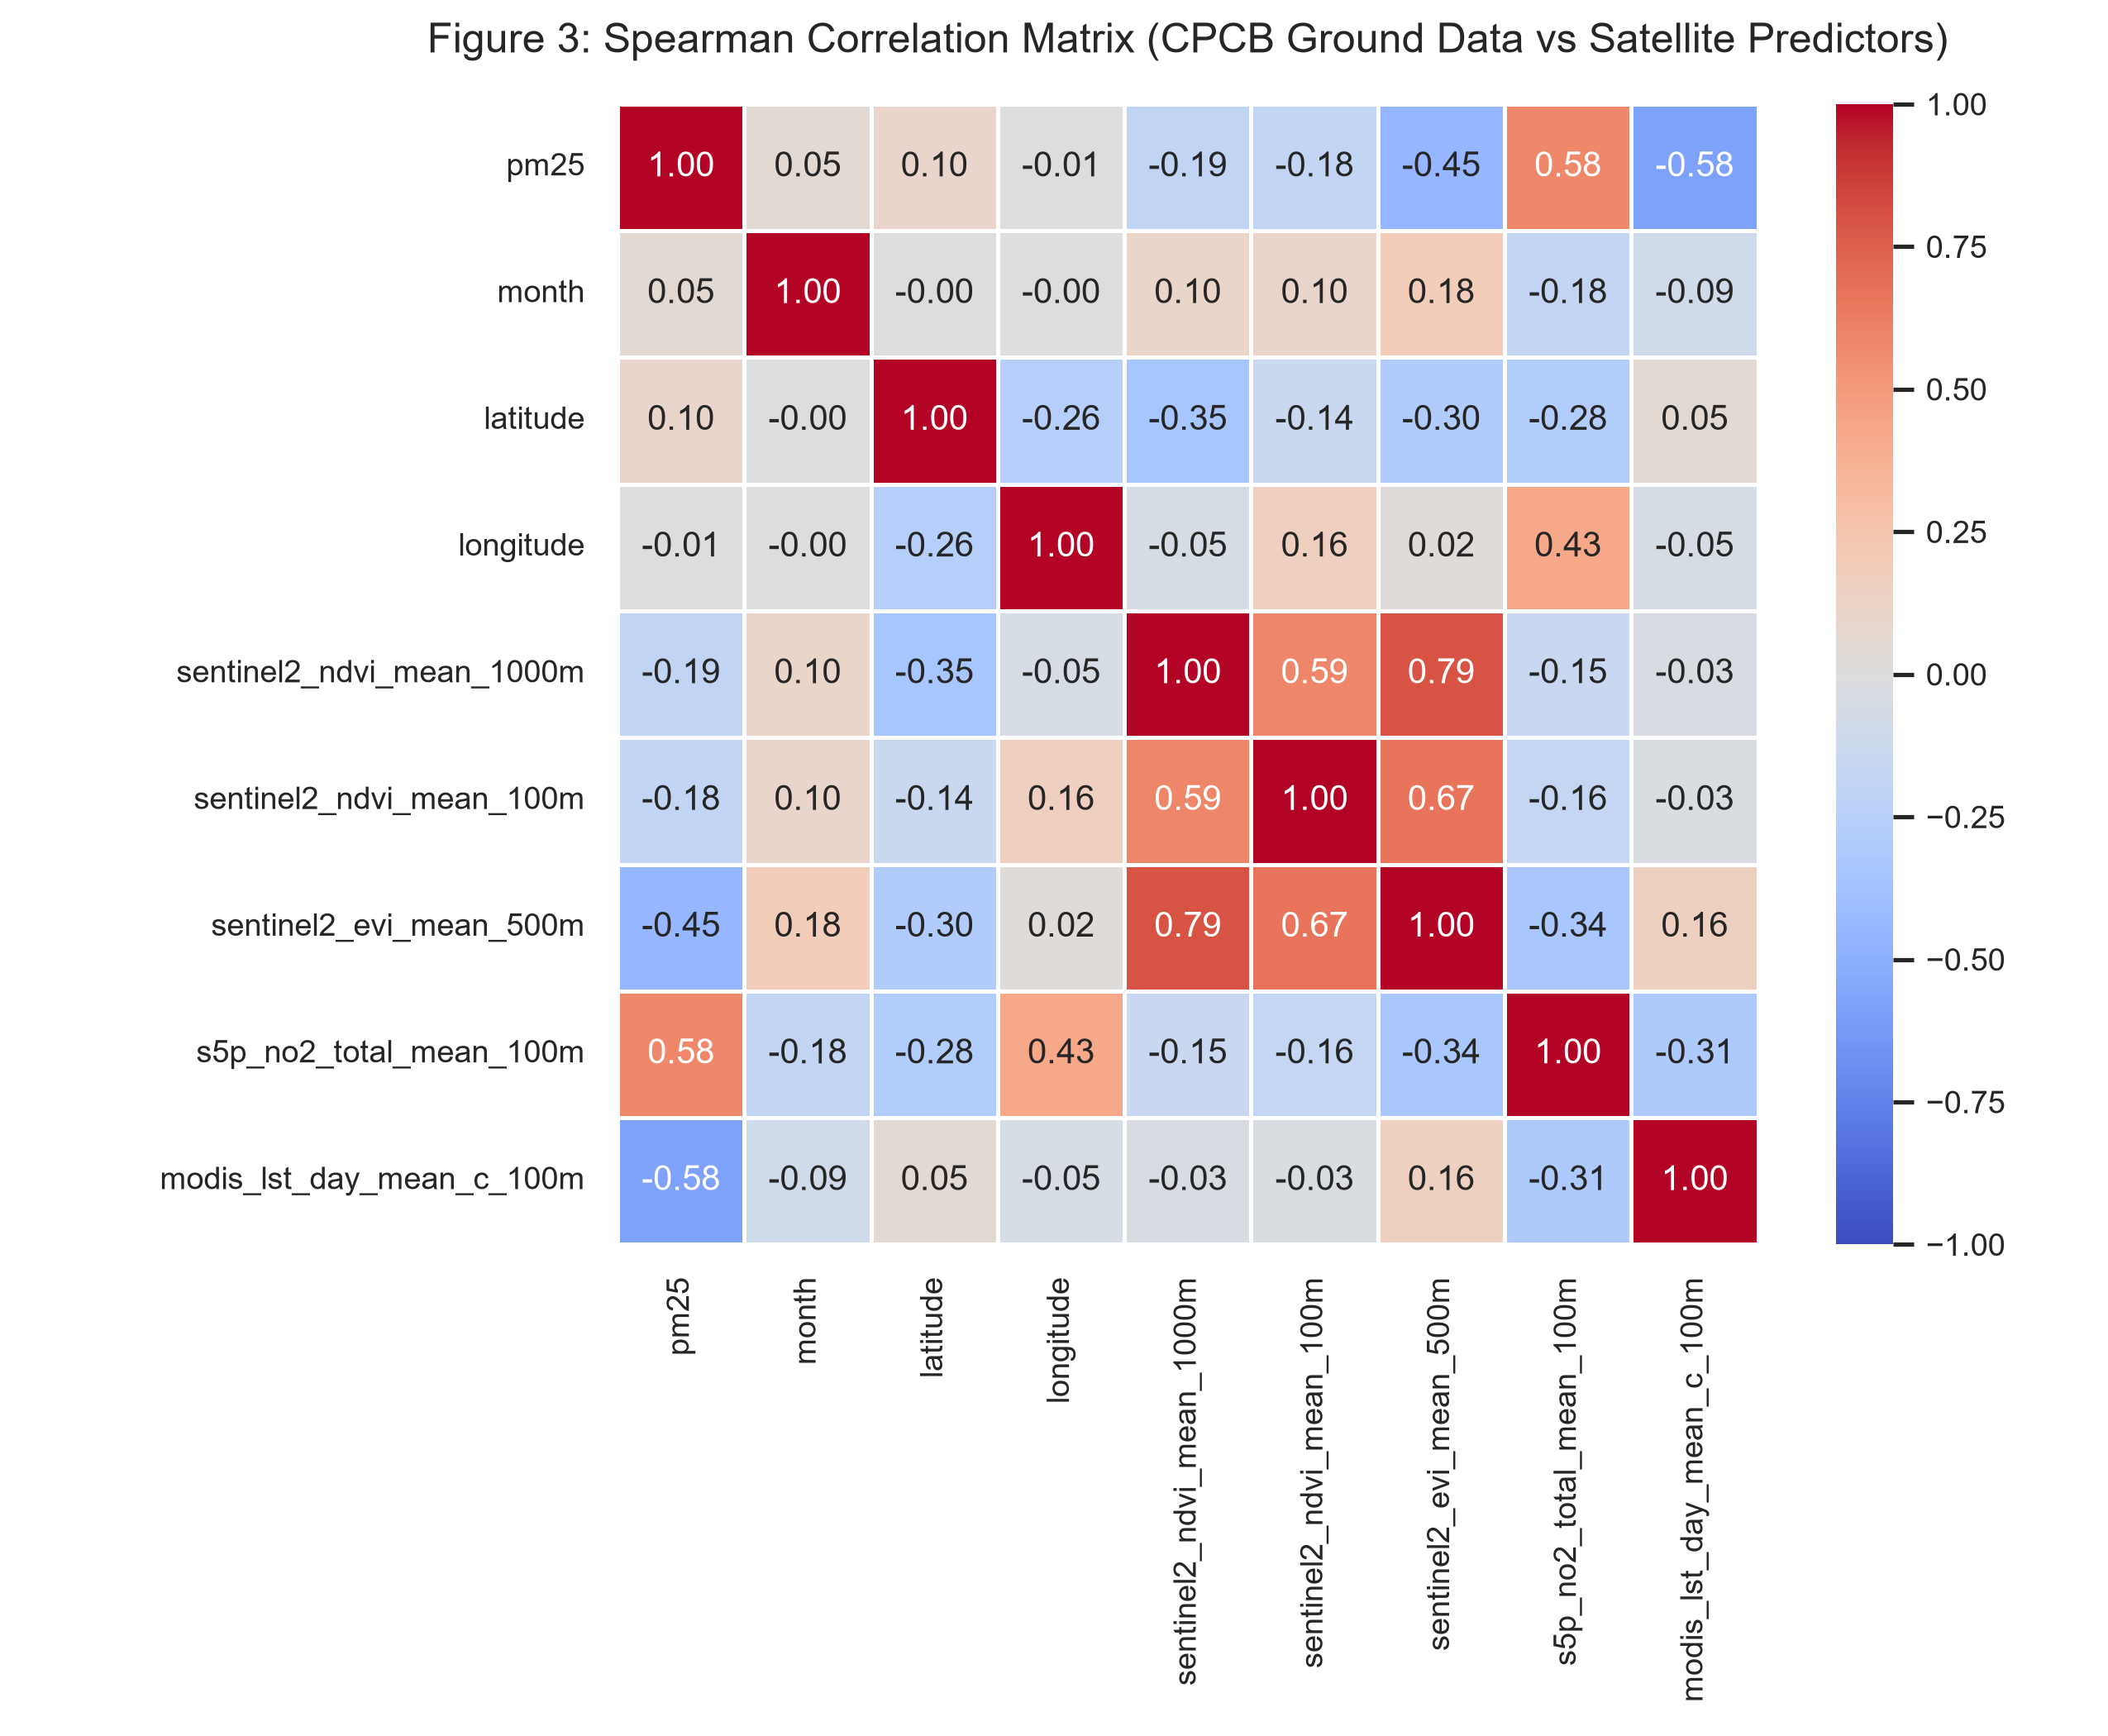 Figure 3: Spearman Correlation Matrix (CPCB Ground Data vs Satellite Predictors)
pm25 1.00 0.05 0.10 -0.01 -0.19 -0.18 -0.45 0.58 -0.58
month 0.05 1.00 -0.00 -0.00 0.10 0.10 0.18 -0.18 -0.09
latitude 0.10 -0.00 1.00 -0.26 -0.35 -0.14 -0.30 -0.28 0.05
longitude -0.01 -0.00 -0.26 1.00 -0.05 0.16 0.02 0.43 -0.05
sentinel2_ndvi_mean_1000m -0.19 0.10 -0.35 -0.05 1.00 0.59 0.79 -0.15 -0.03
sentinel2_ndvi_mean_100m -0.18 0.10 -0.14 0.16 0.59 1.00 0.67 -0.16 -0.03
sentinel2_evi_mean_500m -0.45 0.18 -0.30 0.02 0.79 0.67 1.00 -0.34 0.16
s5p_no2_total_mean_100m 0.58 -0.18 -0.28 0.43 -0.15 -0.16 -0.34 1.00 -0.31
modis_lst_day_mean_c_100m -0.58 -0.09 0.05 -0.05 -0.03 -0.03 0.16 -0.31 1.00
pm25
month
latitude
longitude
sentinel2_ndvi_mean_1000m
sentinel2_ndvi_mean_100m
sentinel2_evi_mean_500m
s5p_no2_total_mean_100m
modis_lst_day_mean_c_100m
1.00
0.75
0.50
0.25
0.00
−0.25
−0.50
−0.75
−1.00